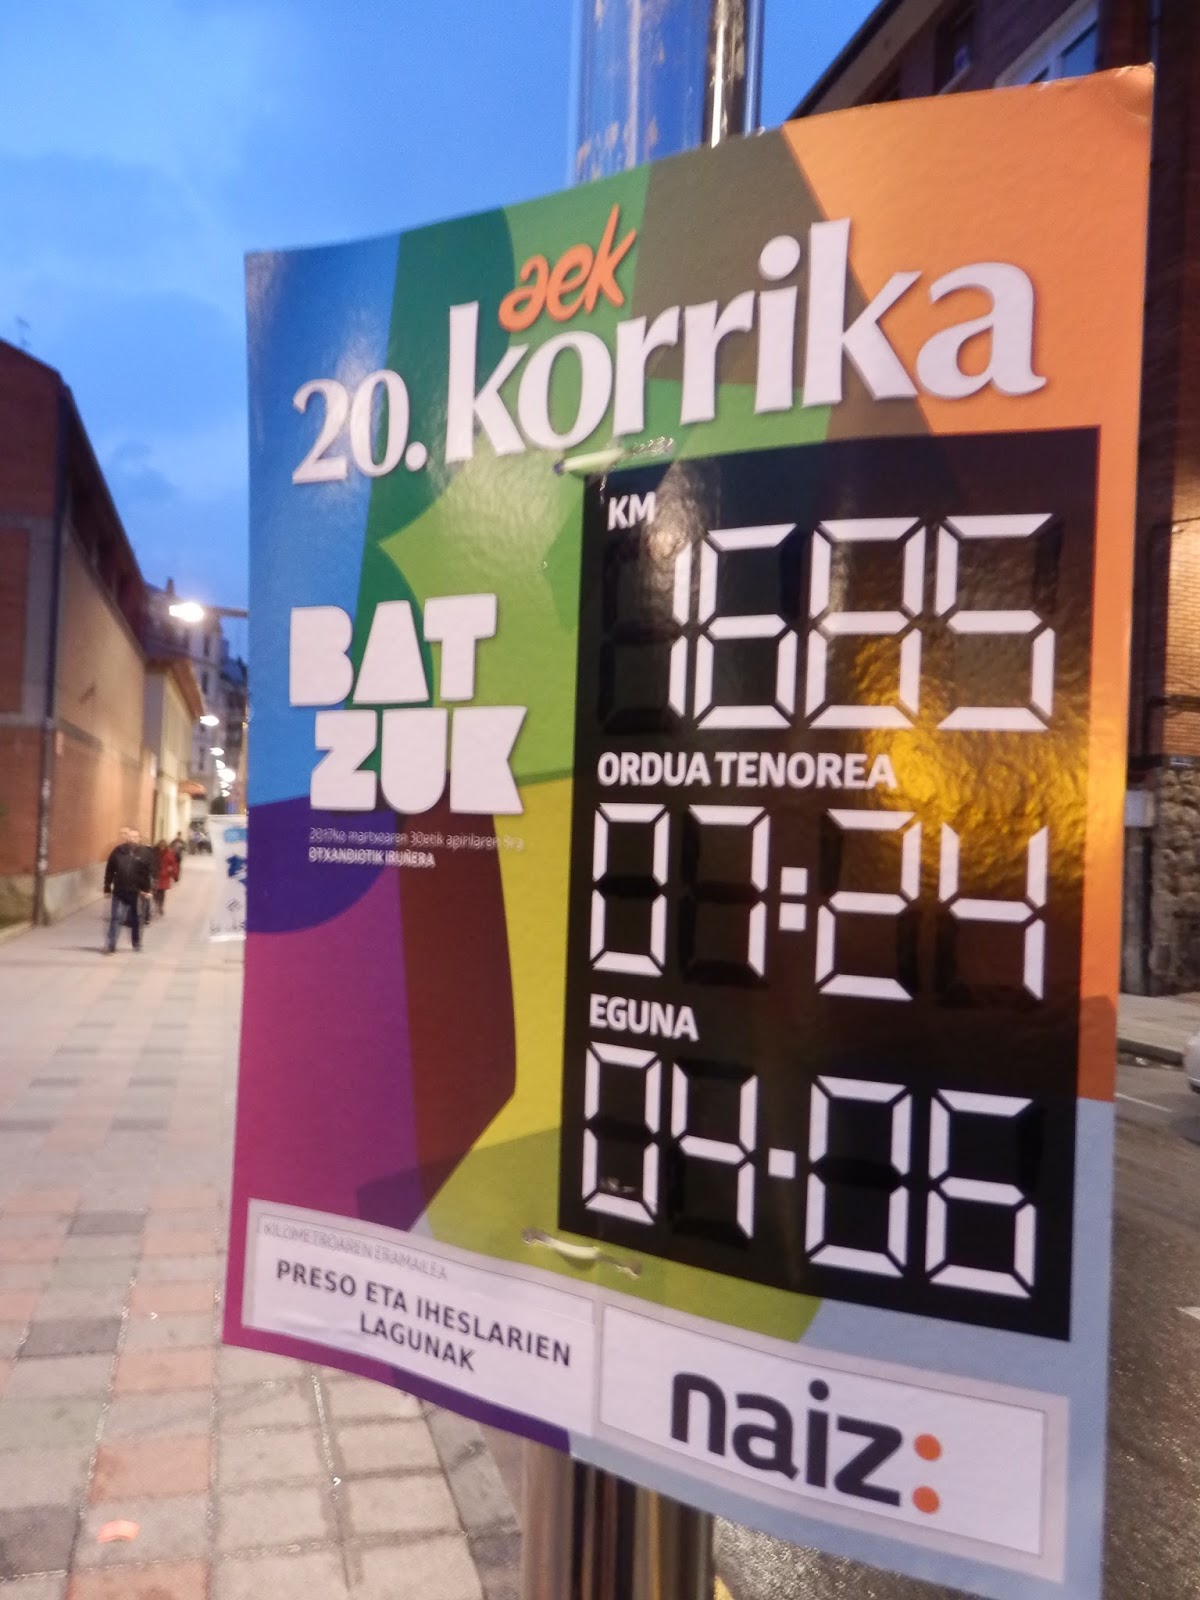 aek
20. korrika
KM
1685
BAT
ZUK
2017ko martxoaren 30etik apirilaren 9ra
OTXANDIOTIK IRUÑERA
ORDUA TENOREA
07:24
EGUNA
04-06
KILOMETROAREN ERAMAILEA
PRESO ETA IHESLARIEN
LAGUNAK
naiz: